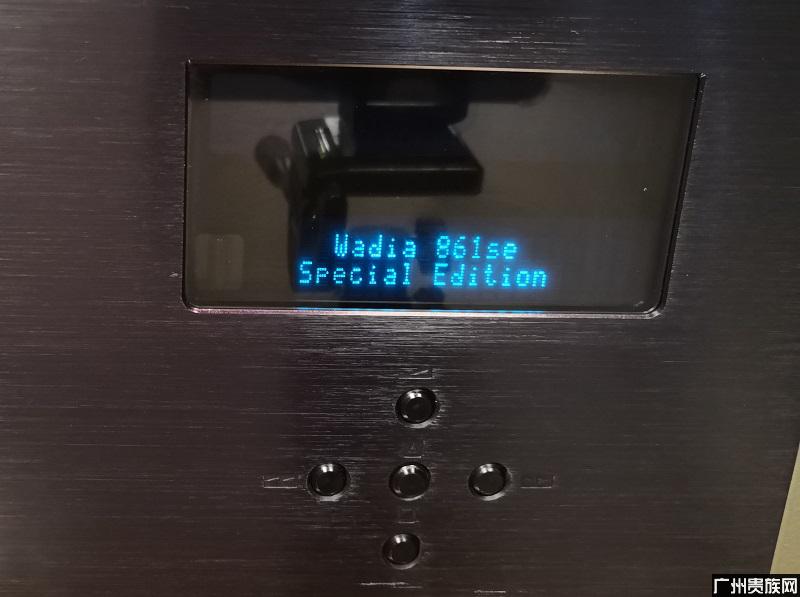 Wadia 861se
Special Edition
广州贵族网